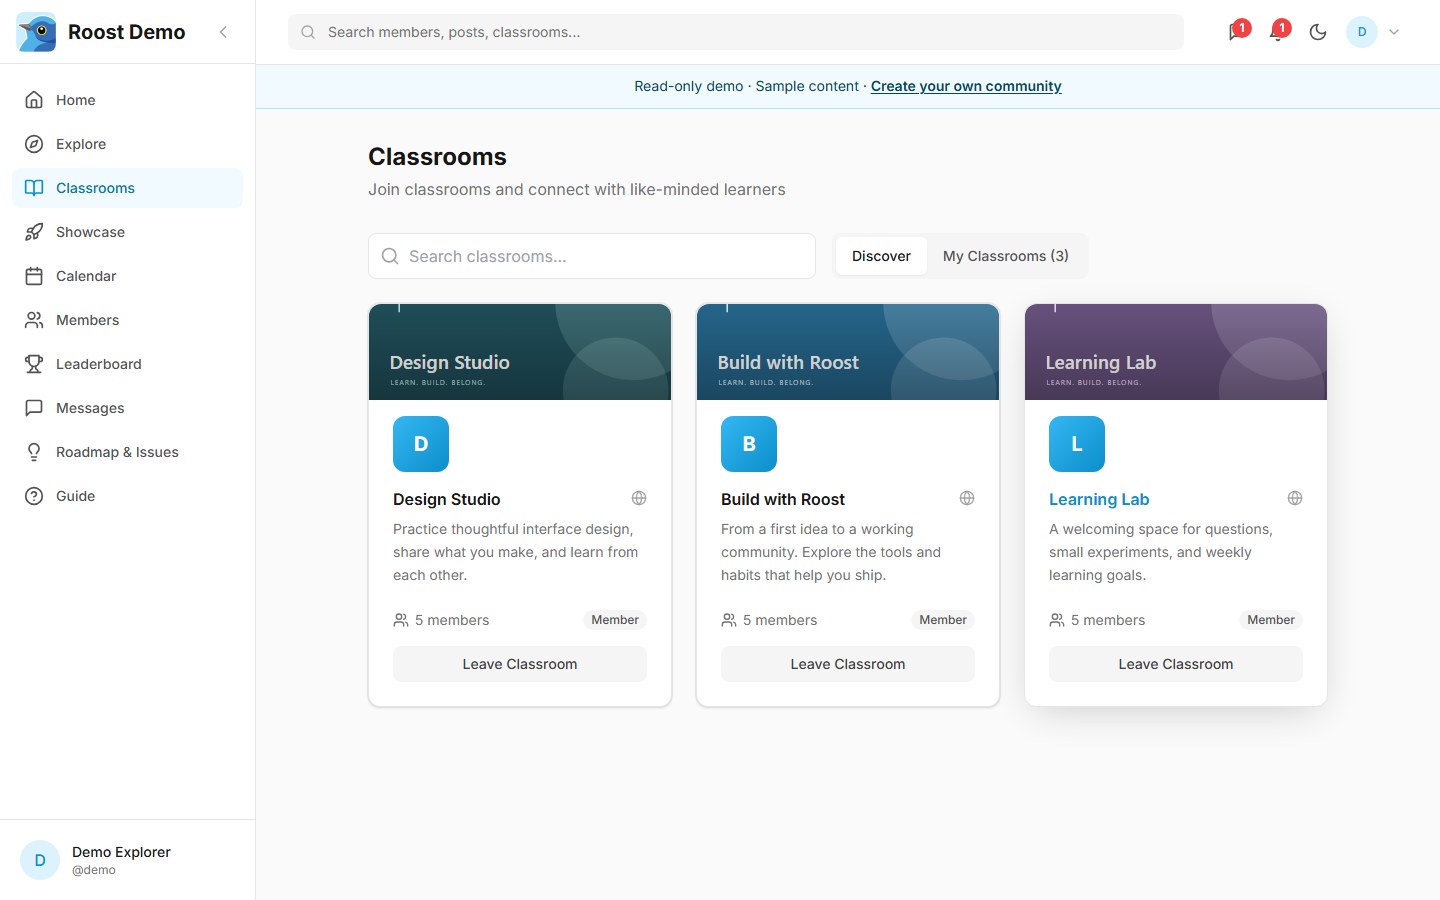 Roost Demo
Search members, posts, classrooms...
1
1
D
Read-only demo · Sample content · Create your own community
Home
Explore
Classrooms
Showcase
Calendar
Members
Leaderboard
Messages
Roadmap & Issues
Guide
D
Demo Explorer
@demo
Classrooms
Join classrooms and connect with like-minded learners
Search classrooms...
Discover
My Classrooms (3)
Design Studio
LEARN. BUILD. BELONG.
D
Design Studio
Practice thoughtful interface design,
share what you make, and learn from
each other.
5 members
Member
Leave Classroom
Build with Roost
LEARN. BUILD. BELONG.
B
Build with Roost
From a first idea to a working
community. Explore the tools and
habits that help you ship.
5 members
Member
Leave Classroom
Learning Lab
LEARN. BUILD. BELONG.
L
Learning Lab
A welcoming space for questions,
small experiments, and weekly
learning goals.
5 members
Member
Leave Classroom